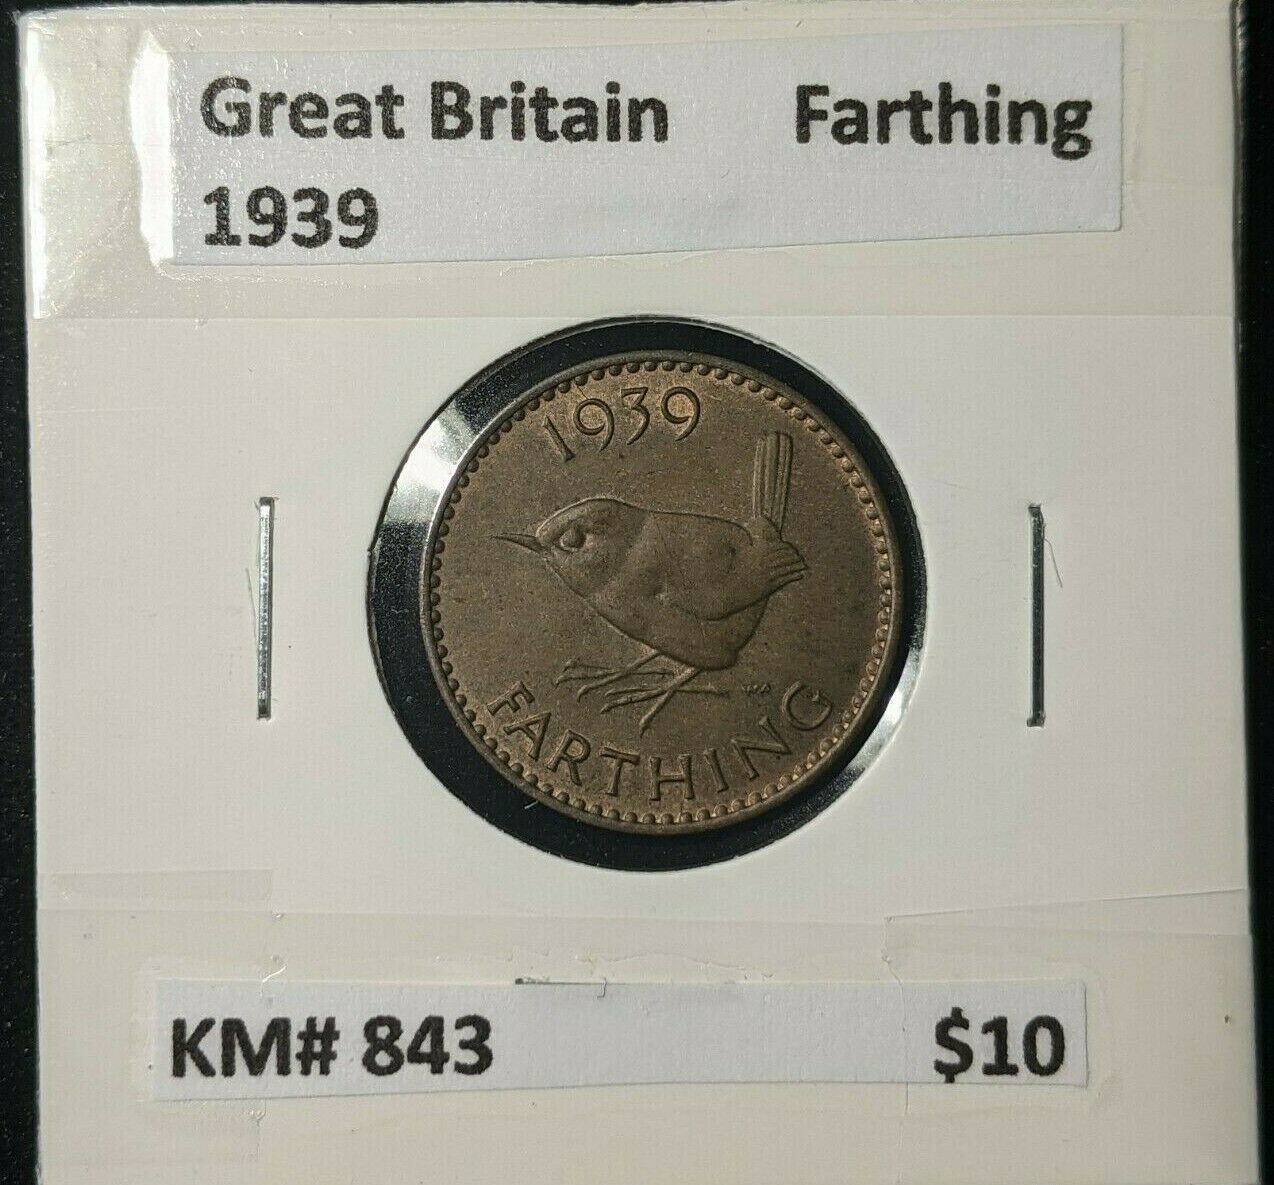 Great Britain Farthing
1939
1939
FARTHING
KM# 843 $10